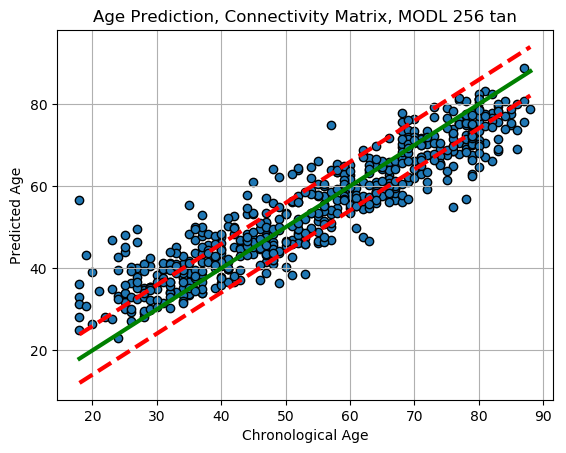 Age Prediction, Connectivity Matrix, MODL 256 tan
Predicted Age
80
60
40
20
20 30 40 50 60 70 80 90
Chronological Age